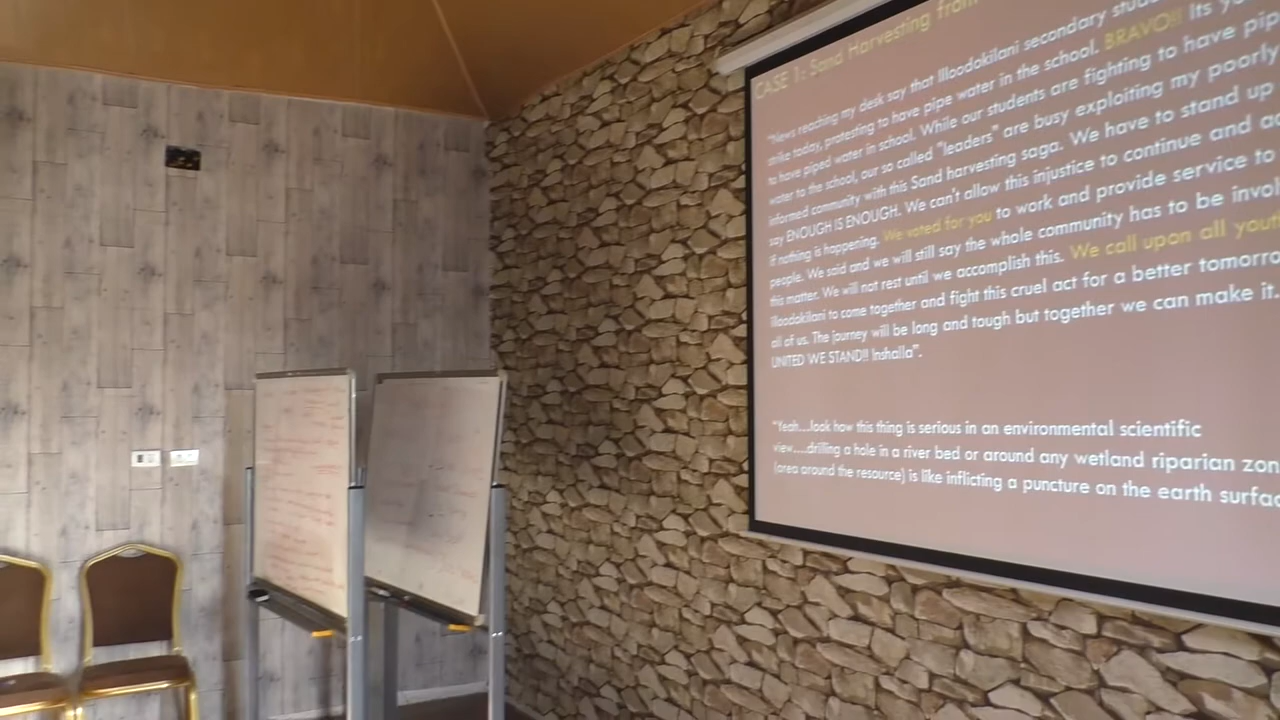 CASE 1: Sand Harvesting from
"News reaching my desk say that Illoodokilani secondary
strike today, protesting to have pipe water in the school. BRAVO!! Its
to have piped water in school. While our students are fighting to have
water to the school, our so called "leaders" are busy exploiting my poorly
informed community with this Sand harvesting saga. We have to stand up
say ENOUGH IS ENOUGH. We can't allow this injustice to continue and
if nothing is happening. We voted for you to work and provide service to
people. We said and we will still say the whole community has to be
this matter. We will not rest until we accomplish this. We call upon all
Illoodokilani to come together and fight this cruel act for a better
all of us. The journey will be long and tough but together we can make it.
UNITED WE STAND!! Inshalla".
"Yeah....look how this thing is serious in an environmental scientific
view....drilling a hole in a river bed or around any wetland riparian
(area around the resource) is like inflicting a puncture on the earth